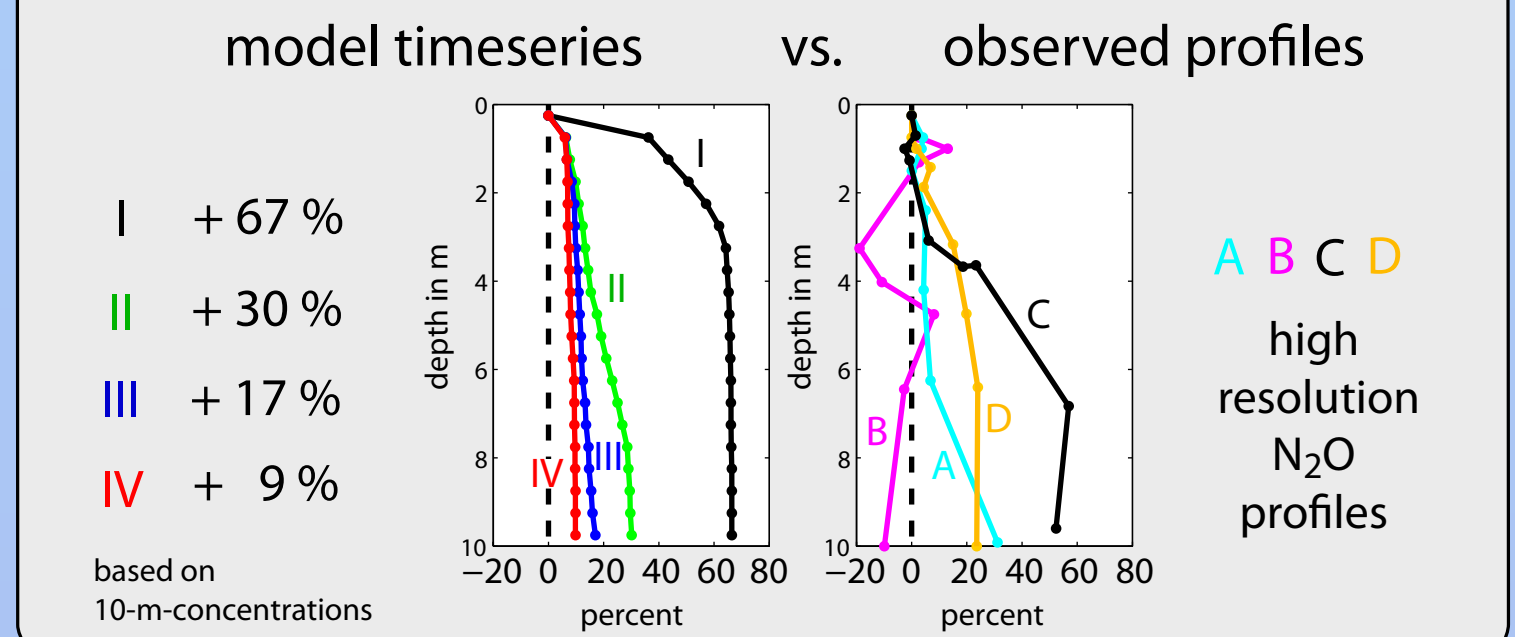 model timeseries vs. observed profiles
I + 67 %
II + 30 %
III + 17 %
IV + 9 %
based on
10-m-concentrations
0
2
4
6
8
10
depth in m
−20 0 20 40 60 80
percent
I
II
III
IV
0
2
4
6
8
10
depth in m
−20 0 20 40 60 80
percent
C
D
B
A
A B C D
high
resolution
N₂O
profiles